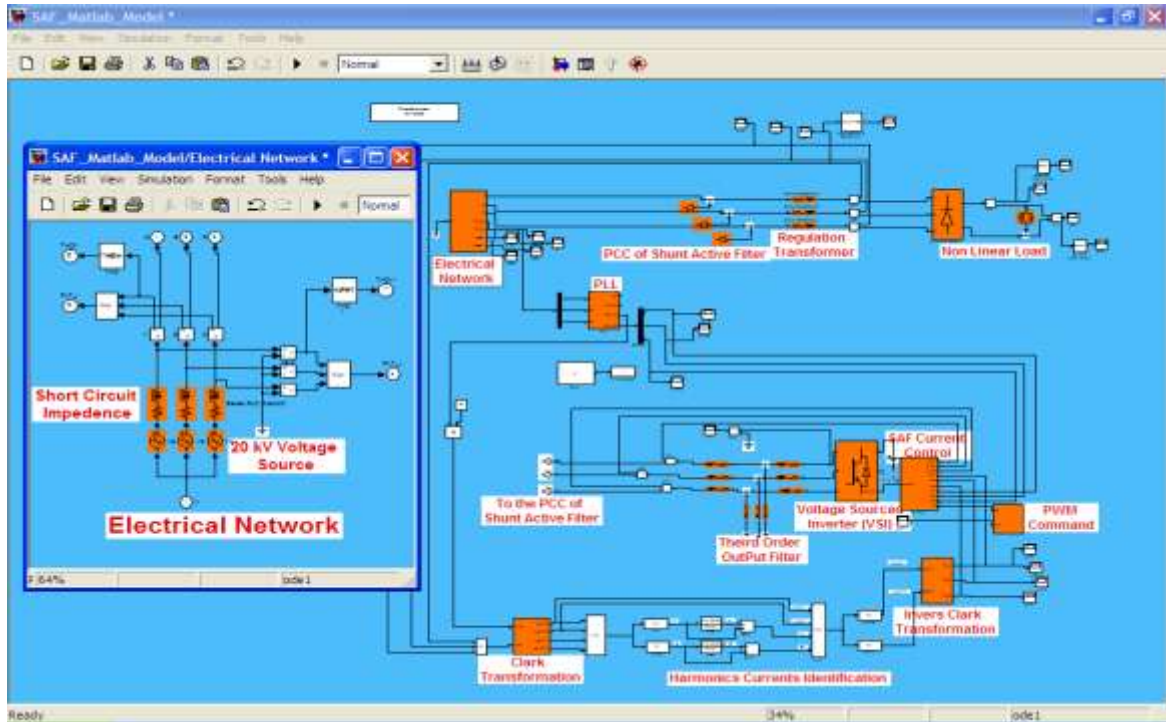 SAF_Matlab_Model *
File Edit View Simulation Format Tools Help
Normal
SAF_Matlab_Model/Electrical Network *
File Edit View Simulation Format Tools Help
Normal
Short Circuit
Impedence
20 kV Voltage
Source
Electrical Network
64%
ode1
Electrical
Network
PCC of Shunt Active Filter
Regulation
Transformer
Non Linear Load
PLL
To the PCC of
Shunt Active Filter
Theird Order
OutPut Filter
Voltage Sourced
Inverter (VSI)
SAF Current
Control
PWM
Command
Invers Clark
Transformation
Clark
Transformation
Harmonics Currents Identification
Ready
34%
ode1